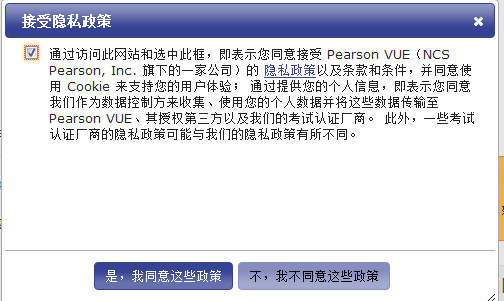 接受隐私政策
通过访问此网站和选中此框，即表示您同意接受 Pearson VUE（NCS
Pearson, Inc. 旗下的一家公司）的 隐私政策以及条款和条件，并同意使
用 Cookie 来支持您的用户体验； 通过提供您的个人信息，即表示您同意
我们作为数据控制方来收集、使用您的个人数据并将这些数据传输至
Pearson VUE、其授权第三方以及我们的考试认证厂商。 此外，一些考试
认证厂商的隐私政策可能与我们的隐私政策有所不同。
是，我同意这些政策 不，我不同意这些政策